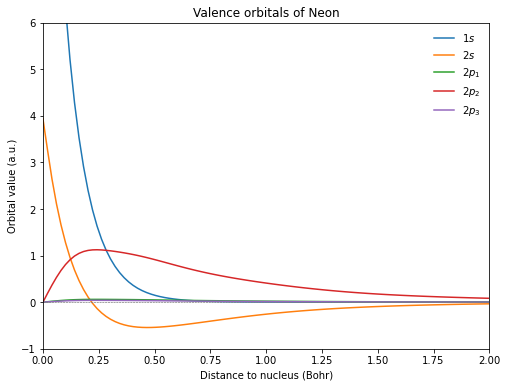 Valence orbitals of Neon
6
5
4
3
2
1
0
−1
Orbital value (a.u.)
1s
2s
2p₁
2p₂
2p₃
0.00 0.25 0.50 0.75 1.00 1.25 1.50 1.75 2.00
Distance to nucleus (Bohr)